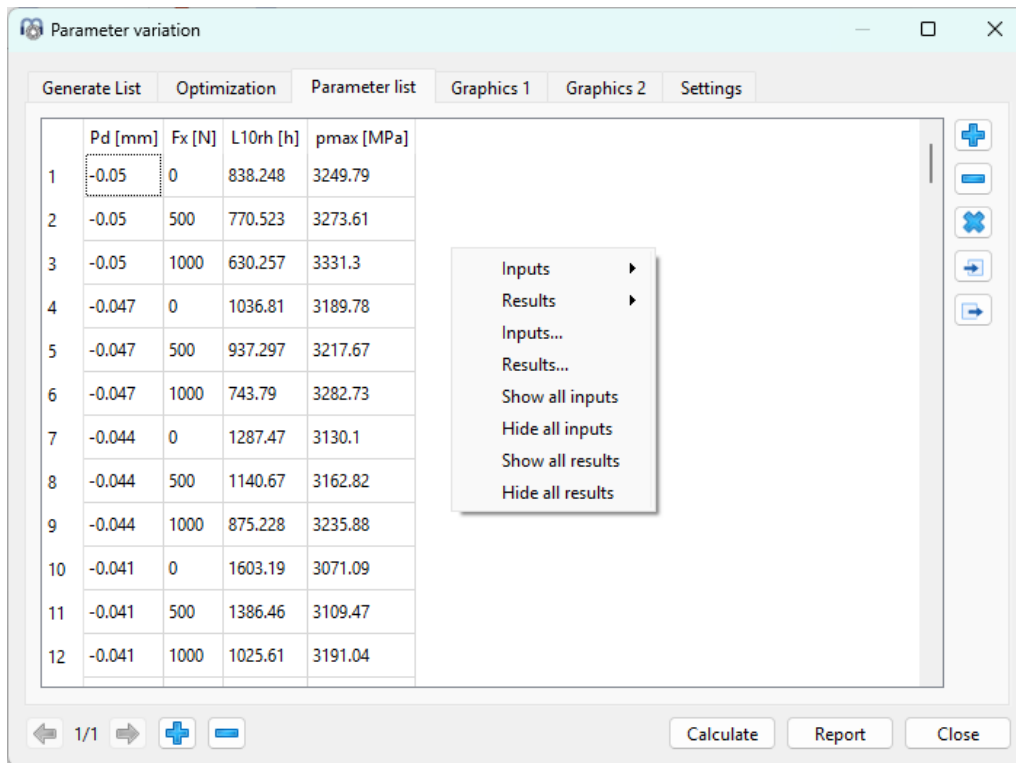 Parameter variation
Generate List Optimization Parameter list Graphics 1 Graphics 2 Settings
Pd [mm] Fx [N] L10rh [h] pmax [MPa]
1 -0.05 0 838.248 3249.79
2 -0.05 500 770.523 3273.61
3 -0.05 1000 630.257 3331.3
4 -0.047 0 1036.81 3189.78
5 -0.047 500 937.297 3217.67
6 -0.047 1000 743.79 3282.73
7 -0.044 0 1287.47 3130.1
8 -0.044 500 1140.67 3162.82
9 -0.044 1000 875.228 3235.88
10 -0.041 0 1603.19 3071.09
11 -0.041 500 1386.46 3109.47
12 -0.041 1000 1025.61 3191.04
Inputs
Results
Inputs...
Results...
Show all inputs
Hide all inputs
Show all results
Hide all results
1/1 Calculate Report Close